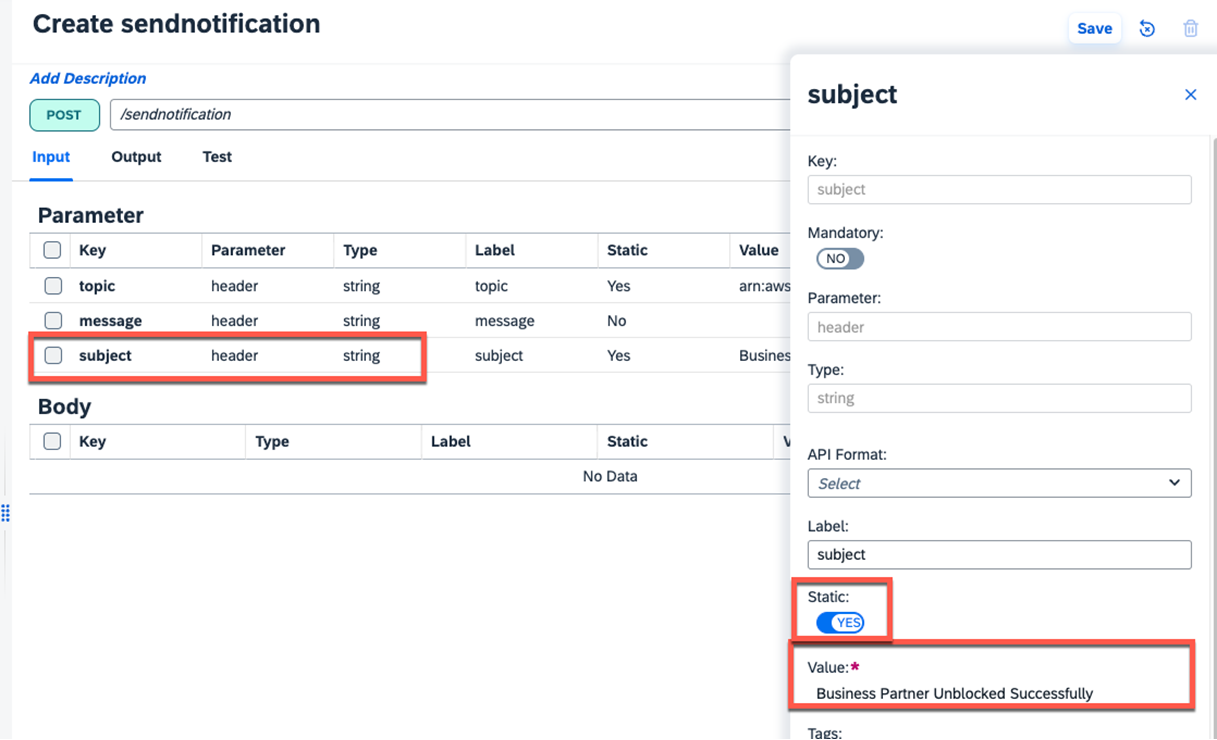 Create sendnotification
Save
Add Description
POST /sendnotification
Input Output Test
Parameter
Key Parameter Type Label Static Value
topic header string topic Yes arn:aws
message header string message No
subject header string subject Yes Busines
Body
Key Type Label Static V
No Data
subject
Key:
subject
Mandatory:
NO
Parameter:
header
Type:
string
API Format:
Select
Label:
subject
Static:
YES
Value:*
Business Partner Unblocked Successfully
Tags: